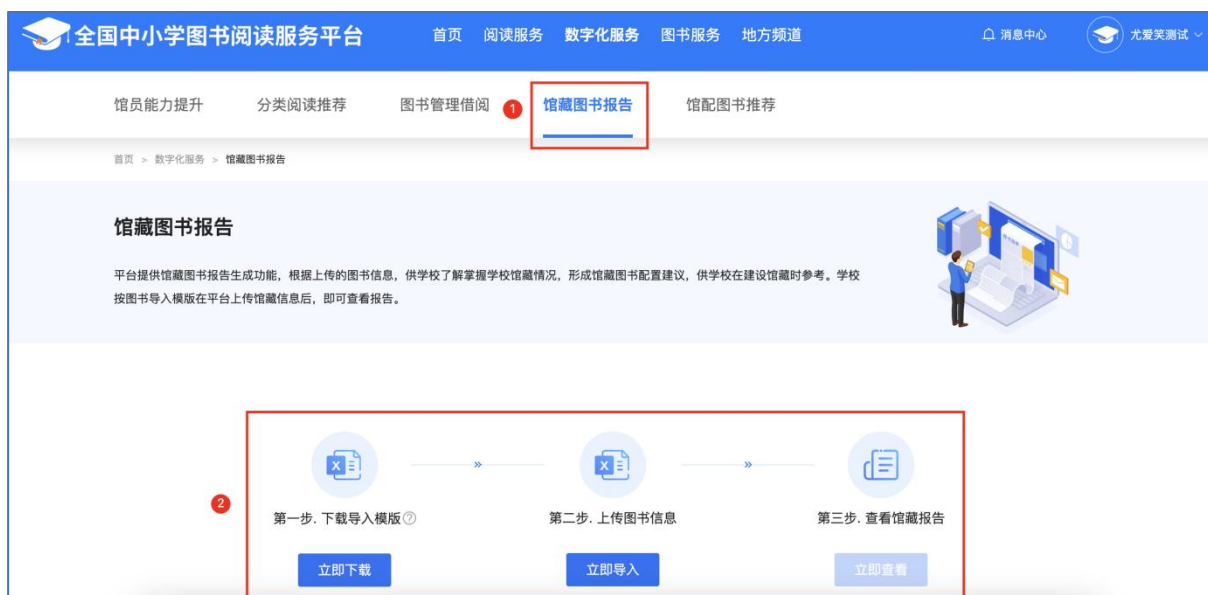 全国中小学图书阅读服务平台 首页 阅读服务 数字化服务 图书服务 地方频道 消息中心 尤爱笑测试
馆员能力提升 分类阅读推荐 图书管理借阅 1 馆藏图书报告 馆配图书推荐
首页 > 数字化服务 > 馆藏图书报告
馆藏图书报告
平台提供馆藏图书报告生成功能，根据上传的图书信息，供学校了解掌握学校馆藏情况，形成馆藏图书配置建议，供学校在建设馆藏时参考。学校
按图书导入模版在平台上传馆藏信息后，即可查看报告。
2
第一步. 下载导入模版? 第二步. 上传图书信息 第三步. 查看馆藏报告
立即下载 立即导入 立即查看